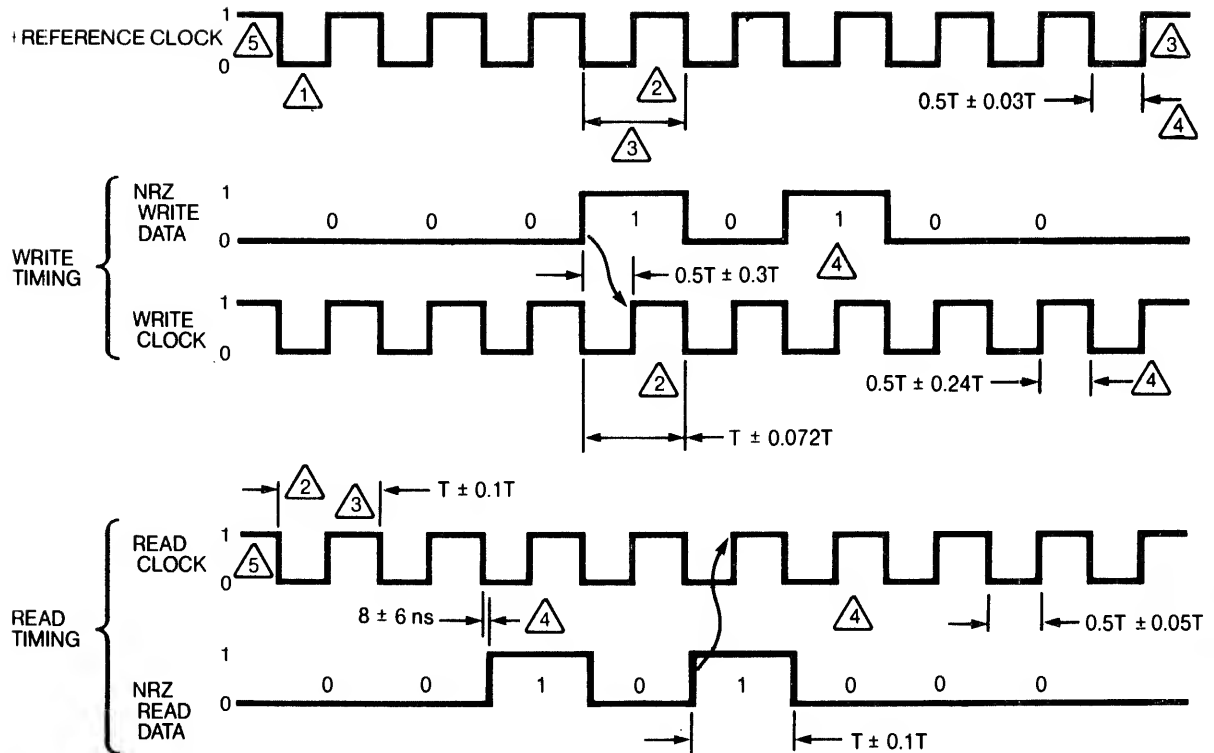 1
REFERENCE CLOCK
0
5
1
2
3
3
0.5T ± 0.03T
4
WRITE
TIMING
NRZ
WRITE
DATA
1
0
0 0 0 1 0 1 0 0
4
0.5T ± 0.3T
WRITE
CLOCK
1
0
2
T ± 0.072T
0.5T ± 0.24T
4
2
3
T ± 0.1T
READ
TIMING
READ
CLOCK
1
0
5
8 ± 6 ns
4
4
0.5T ± 0.05T
NRZ
READ
DATA
1
0
0 0 1 0 1 0 0 0
T ± 0.1T